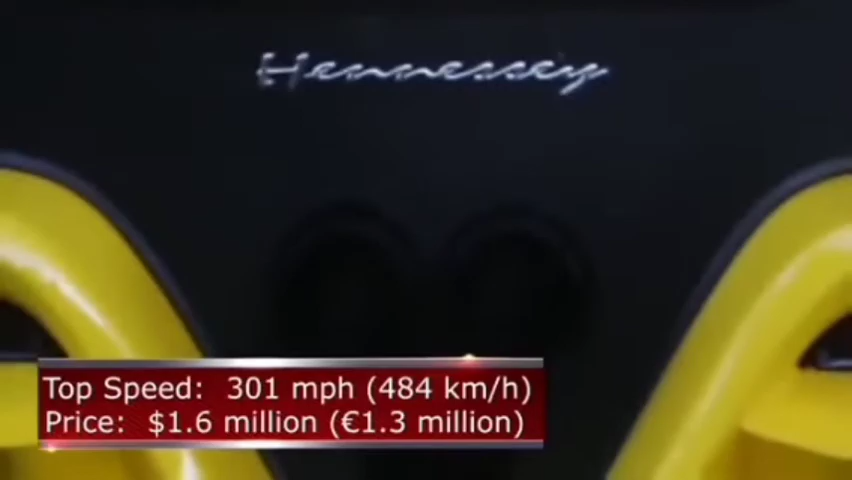 Hennessey
Top Speed: 301 mph (484 km/h)
Price: $1.6 million (€1.3 million)